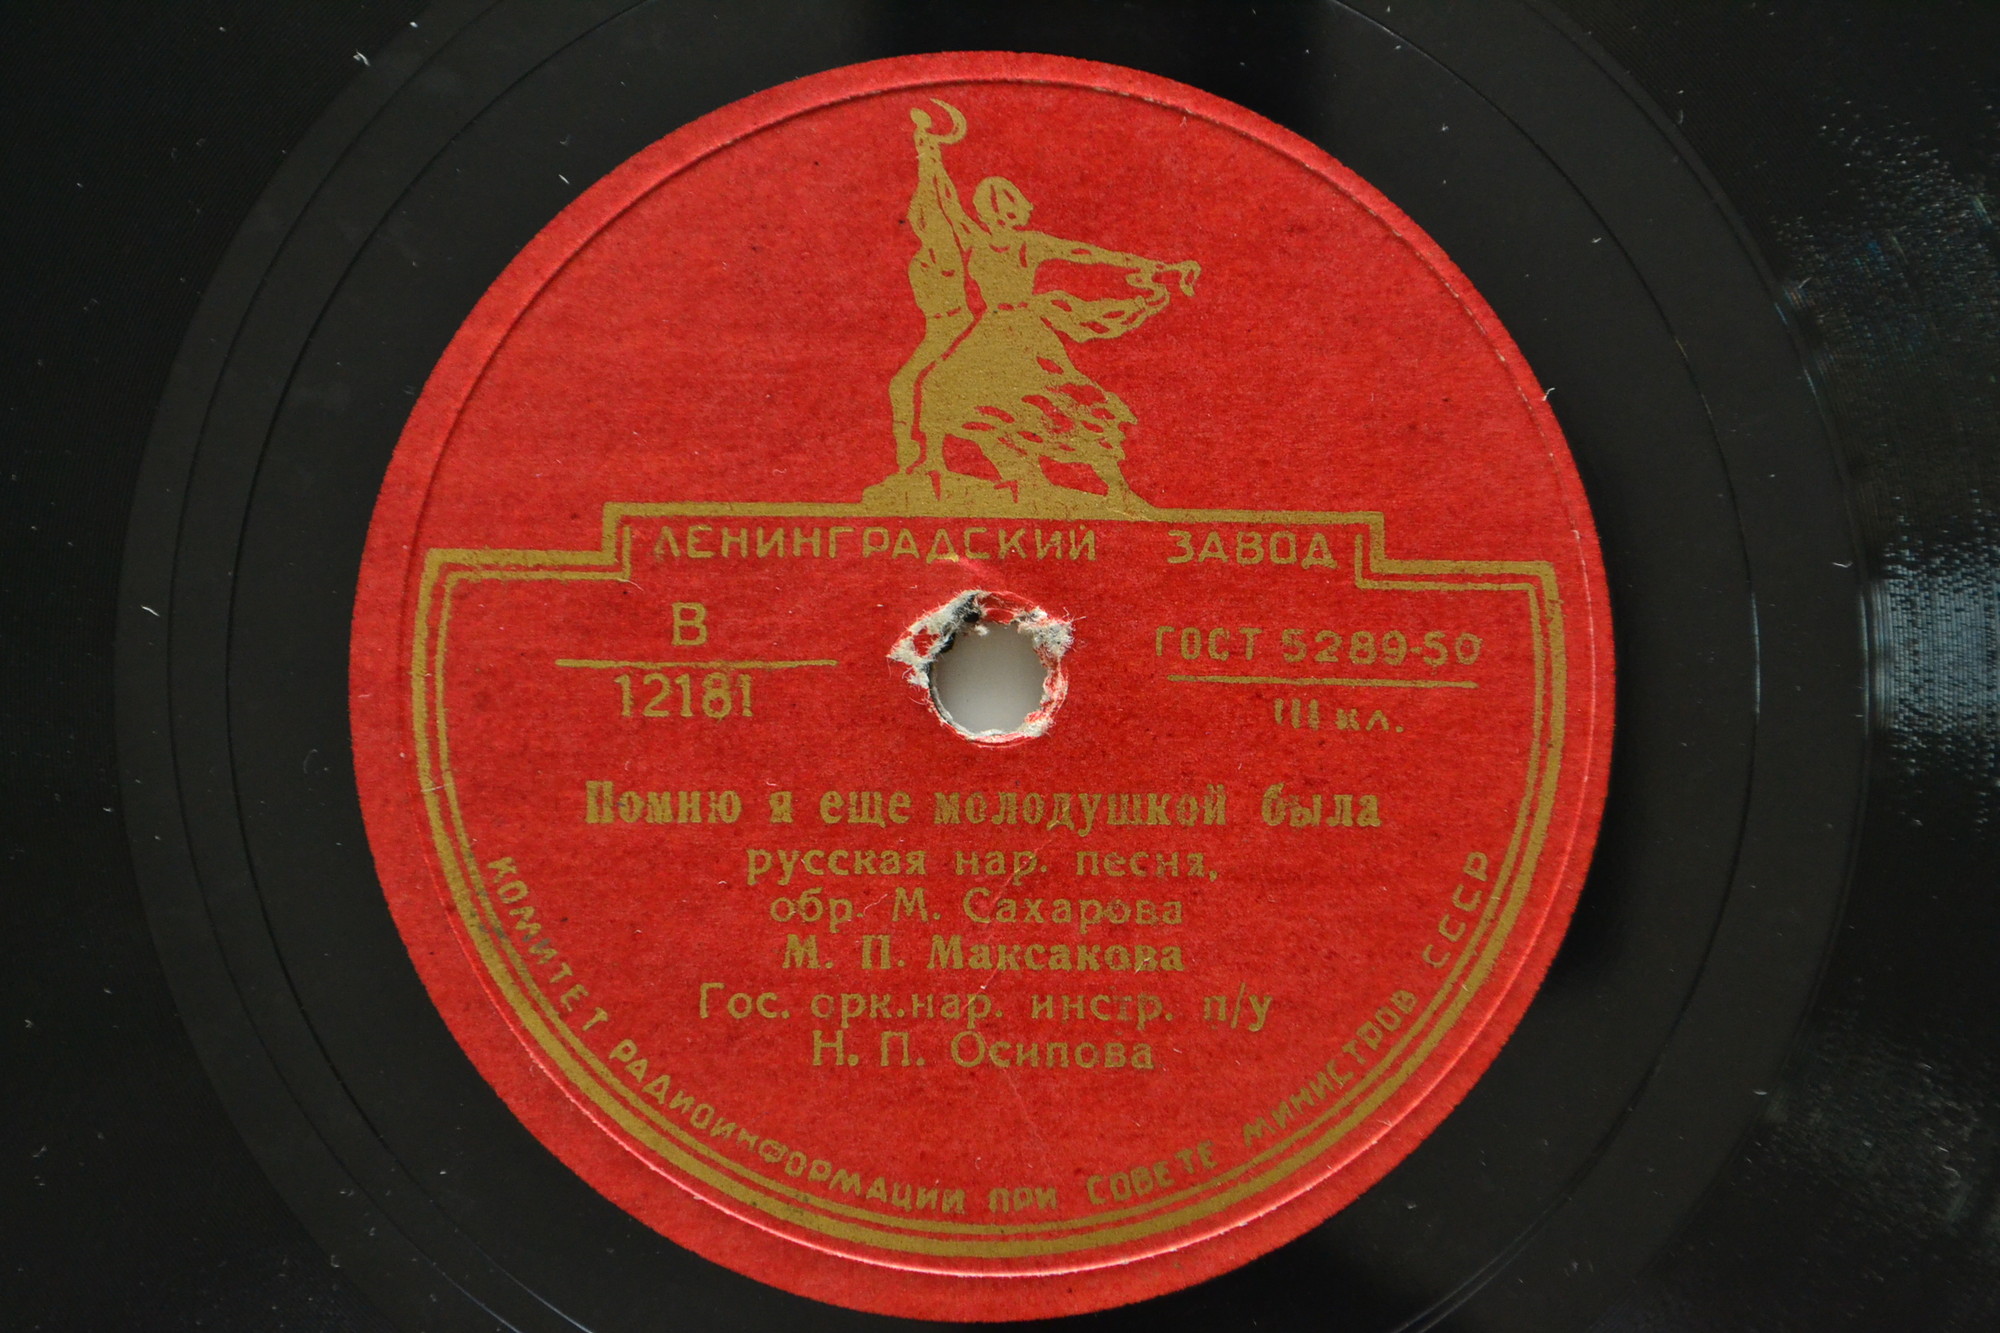 ЛЕНИНГРАДСКИЙ ЗАВОД
В
12181
ГОСТ 5289-50
III кл.
Помню я еще молодушкой была
русская нар. песня,
обр. М. Сахарова
М. П. Максакова
Гос. орк.нар. инстр. п/у
Н. П. Осипова
КОМИТЕТ РАДИОИНФОРМАЦИИ ПРИ СОВЕТЕ МИНИСТРОВ СССР